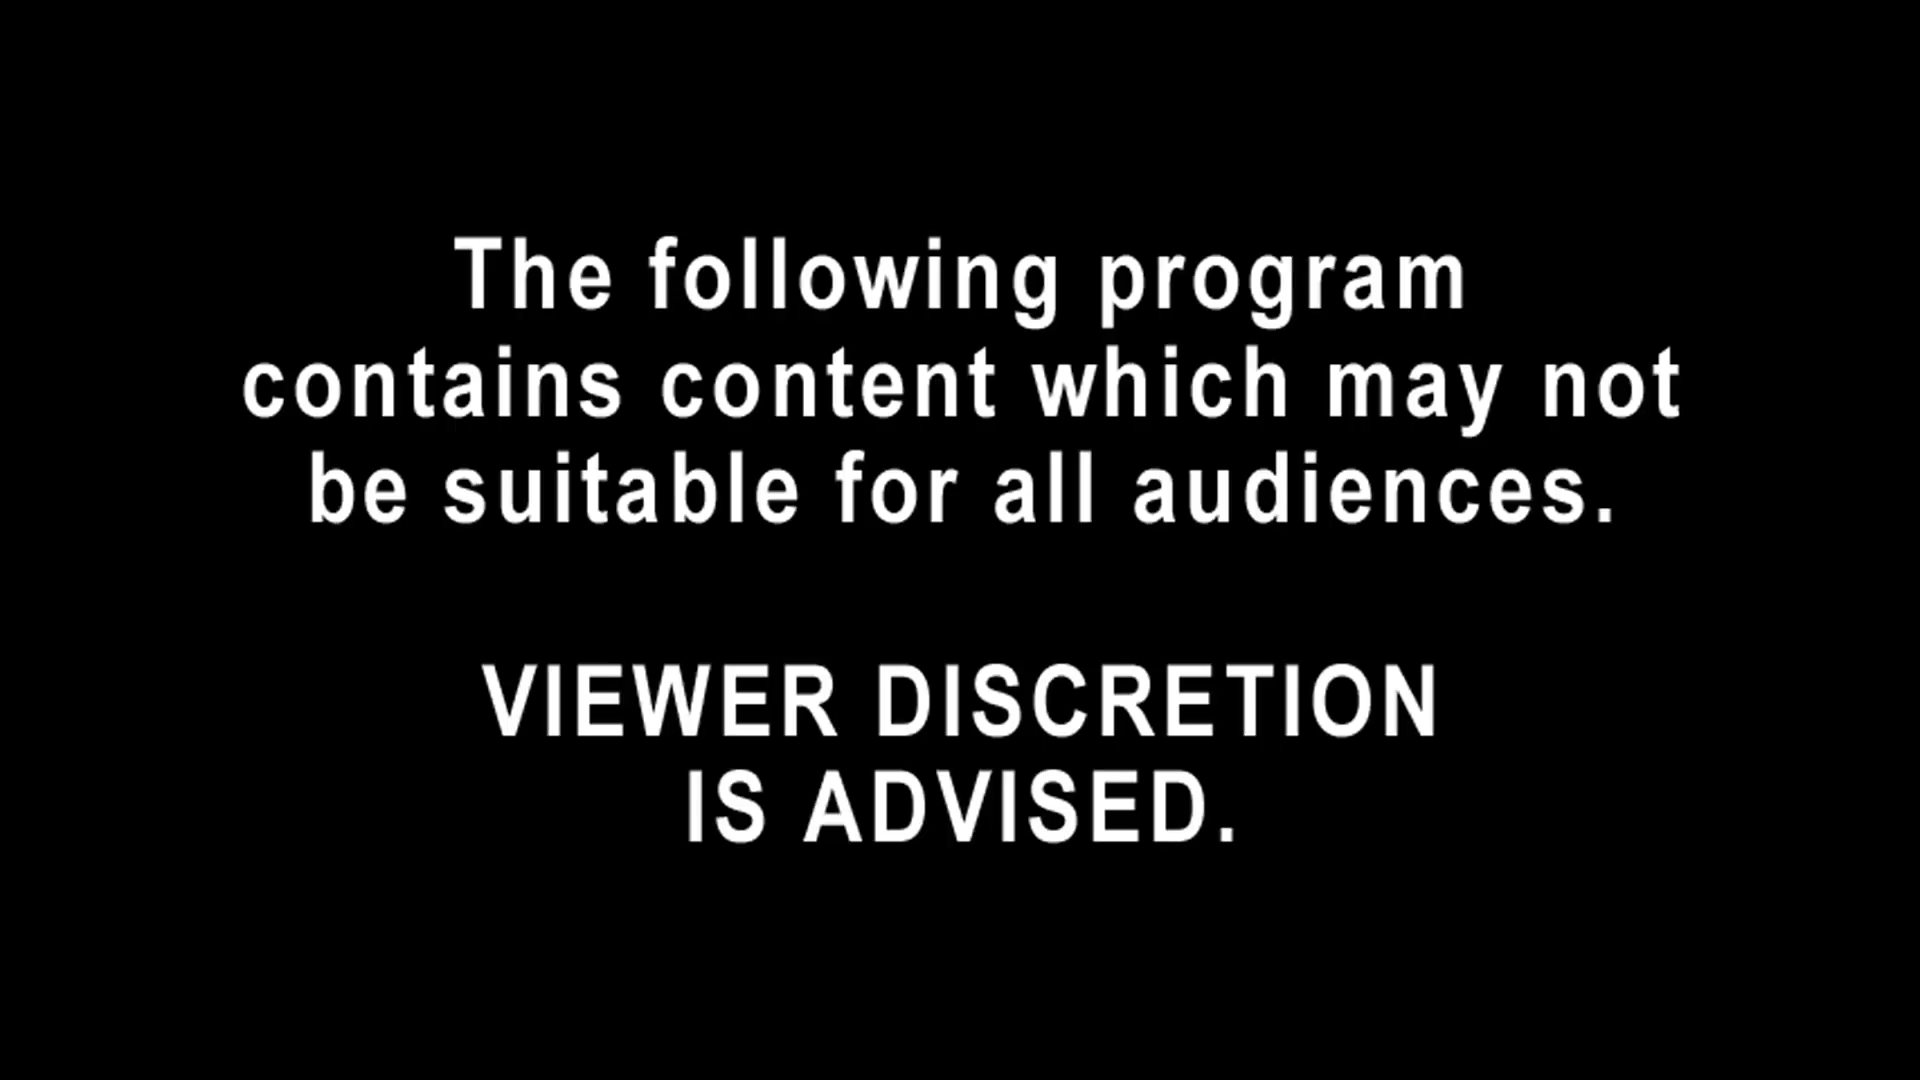 The following program
contains content which may not
be suitable for all audiences.
VIEWER DISCRETION
IS ADVISED.